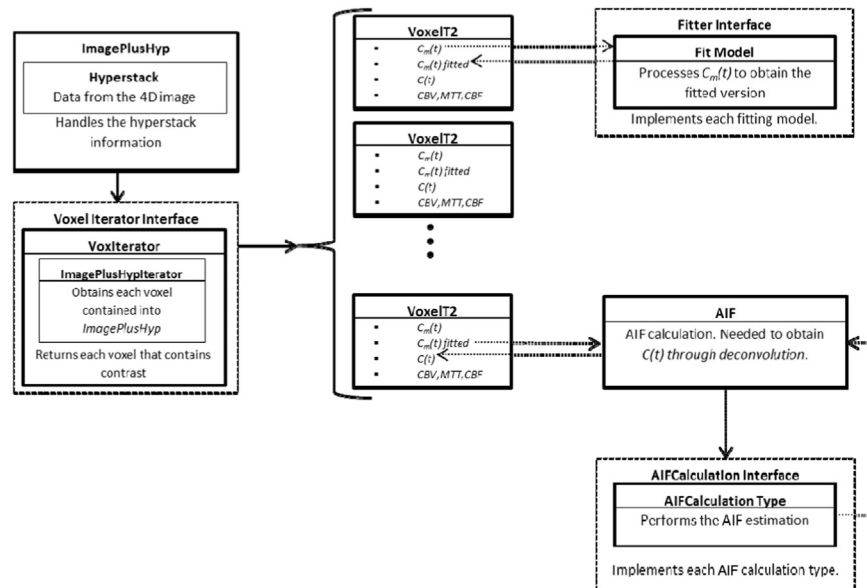 ImagePlusHyp
Hyperstack
Data from the 4D image
Handles the hyperstack
information
Voxel Iterator Interface
VoxIterator
ImagePlusHypIterator
Obtains each voxel
contained into
ImagePlusHyp
Returns each voxel that contains
contrast
VoxelT2
▪ Cm(t)
▪ Cm(t) fitted
▪ C(t)
▪ CBV,MTT,CBF
VoxelT2
▪ Cm(t)
▪ Cm(t) fitted
▪ C(t)
▪ CBV,MTT,CBF
VoxelT2
▪ Cm(t)
▪ Cm(t) fitted
▪ C(t)
▪ CBV,MTT,CBF
Fitter Interface
Fit Model
Processes Cm(t) to obtain the
fitted version
Implements each fitting model.
AIF
AIF calculation. Needed to obtain
C(t) through deconvolution.
AIFCalculation Interface
AIFCalculation Type
Performs the AIF estimation
Implements each AIF calculation type.